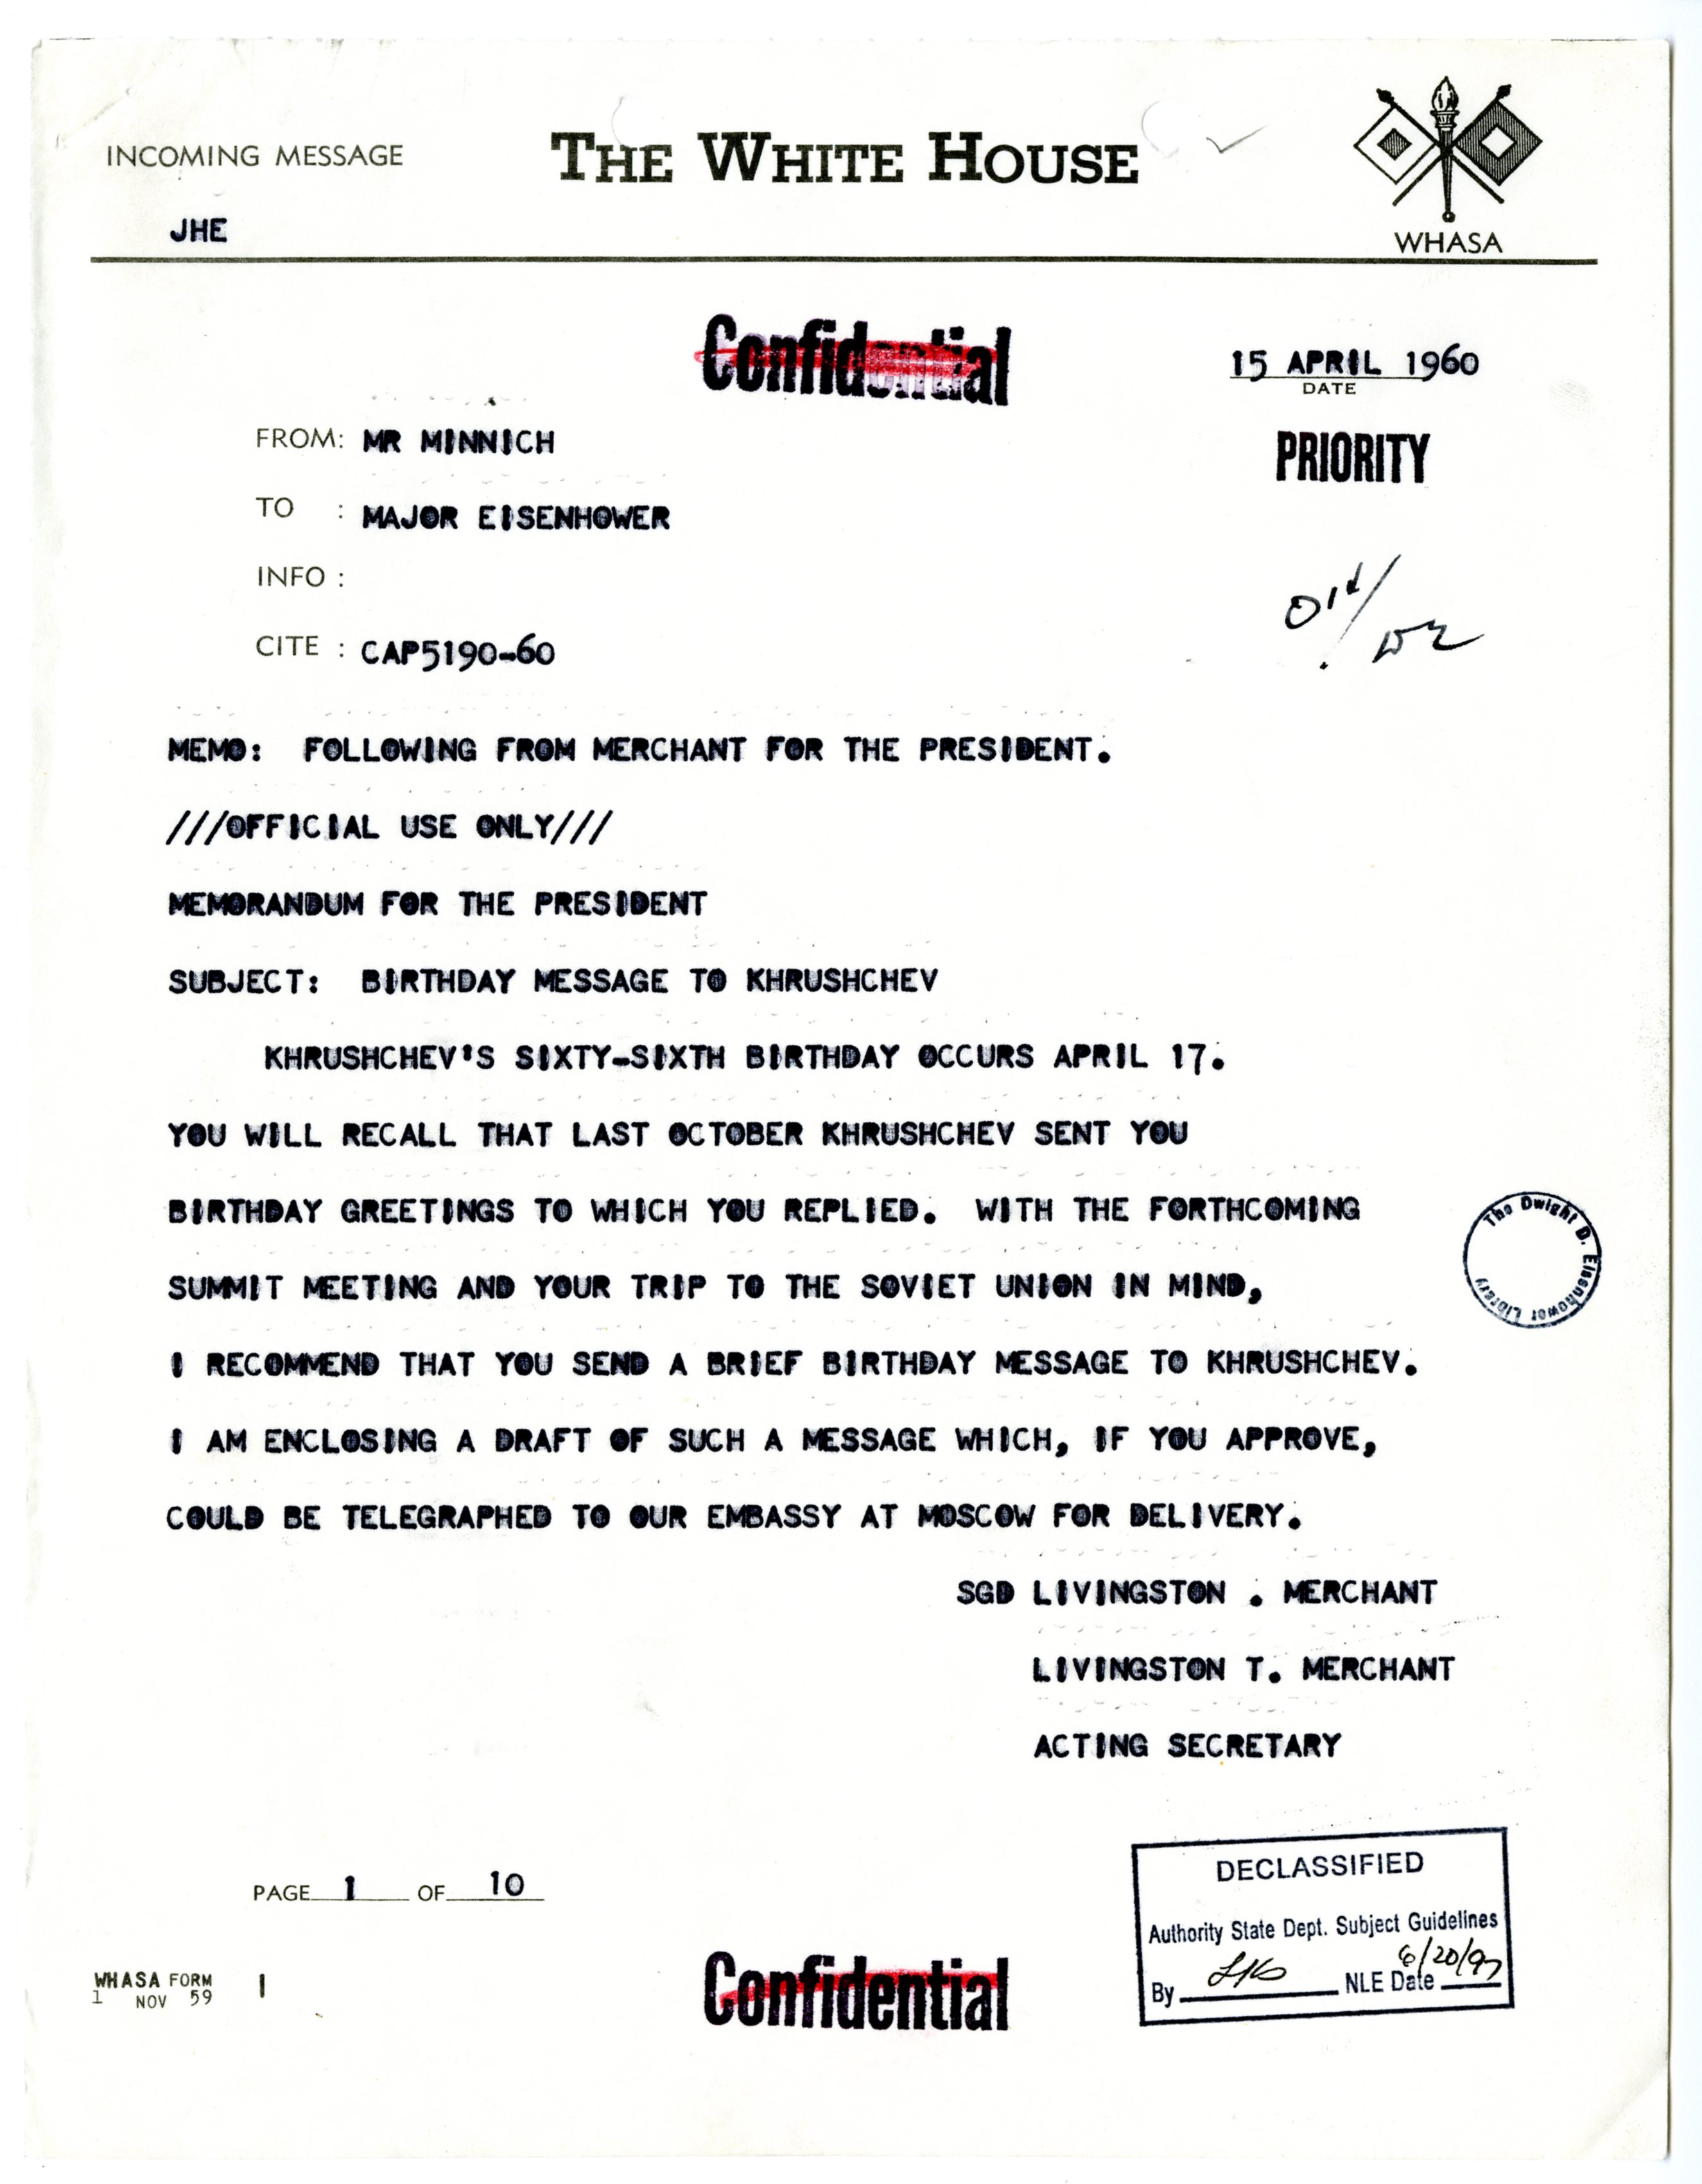 INCOMING MESSAGE
THE WHITE HOUSE
JHE
WHASA
Confidential
15 APRIL 1960
DATE
FROM: MR MINNICH
PRIORITY
TO : MAJOR EISENHOWER
INFO :
CITE : CAP5190-60
MEMO: FOLLOWING FROM MERCHANT FOR THE PRESIDENT.
///OFFICIAL USE ONLY///
MEMORANDUM FOR THE PRESIDENT
SUBJECT: BIRTHDAY MESSAGE TO KHRUSHCHEV
KHRUSHCHEV'S SIXTY-SIXTH BIRTHDAY OCCURS APRIL 17.
YOU WILL RECALL THAT LAST OCTOBER KHRUSHCHEV SENT YOU
BIRTHDAY GREETINGS TO WHICH YOU REPLIED. WITH THE FORTHCOMING
SUMMIT MEETING AND YOUR TRIP TO THE SOVIET UNION IN MIND,
I RECOMMEND THAT YOU SEND A BRIEF BIRTHDAY MESSAGE TO KHRUSHCHEV.
I AM ENCLOSING A DRAFT OF SUCH A MESSAGE WHICH, IF YOU APPROVE,
COULD BE TELEGRAPHED TO OUR EMBASSY AT MOSCOW FOR DELIVERY.
The Dwight D. Eisenhower Library
SGD LIVINGSTON . MERCHANT
LIVINGSTON T. MERCHANT
ACTING SECRETARY
PAGE 1 OF 10
DECLASSIFIED
Authority State Dept. Subject Guidelines
By NLE Date 6/20/97
WHASA FORM 1
1 NOV 59
Confidential